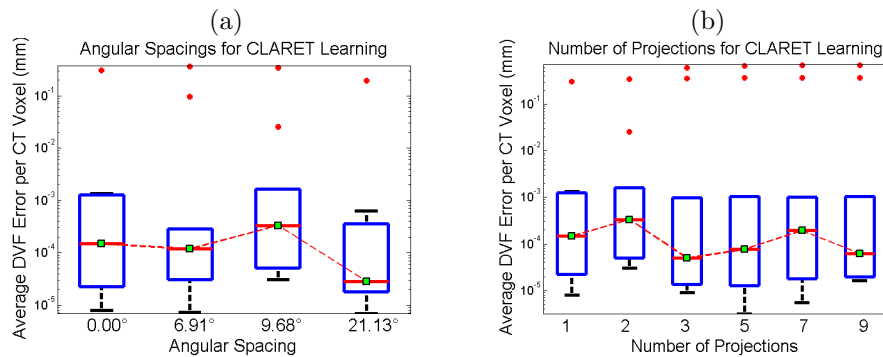 (a)
Angular Spacings for CLARET Learning
Average DVF Error per CT Voxel (mm)
10⁻¹
10⁻²
10⁻³
10⁻⁴
10⁻⁵
0.00° 6.91° 9.68° 21.13°
Angular Spacing
(b)
Number of Projections for CLARET Learning
Average DVF Error per CT Voxel (mm)
10⁻¹
10⁻²
10⁻³
10⁻⁴
10⁻⁵
1 2 3 5 7 9
Number of Projections